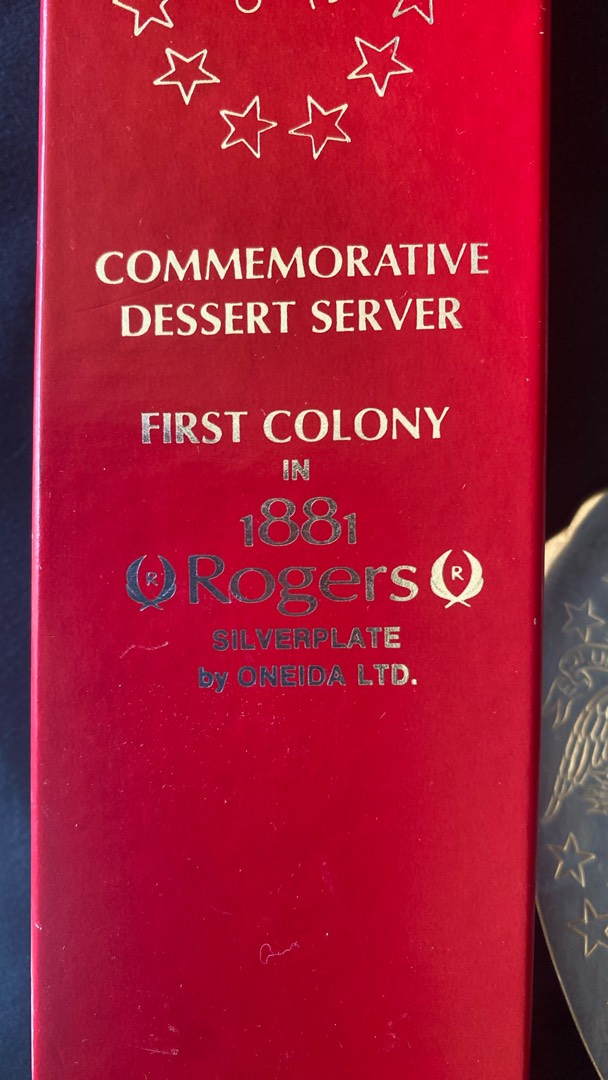 COMMEMORATIVE
DESSERT SERVER
FIRST COLONY
IN
1881
R Rogers R
SILVERPLATE
by ONEIDA LTD.